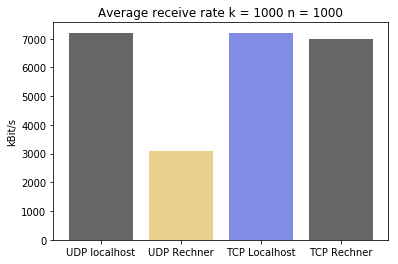 Average receive rate k = 1000 n = 1000
kBit/s
7000
6000
5000
4000
3000
2000
1000
0
UDP localhost UDP Rechner TCP Localhost TCP Rechner